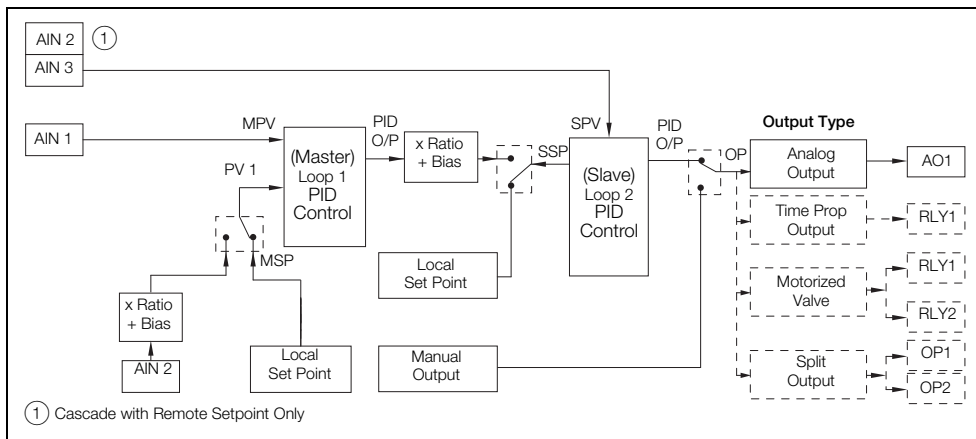 AIN 2
1
AIN 3
AIN 1
MPV
PV 1
(Master)
Loop 1
PID
Control
PID
O/P
x Ratio
+ Bias
SSP
SPV
(Slave)
Loop 2
PID
Control
PID
O/P
OP
Output Type
Analog
Output
AO1
Time Prop
Output
RLY1
Motorized
Valve
RLY1
RLY2
Split
Output
OP1
OP2
MSP
x Ratio
+ Bias
AIN 2
Local
Set Point
Local
Set Point
Manual
Output
1 Cascade with Remote Setpoint Only